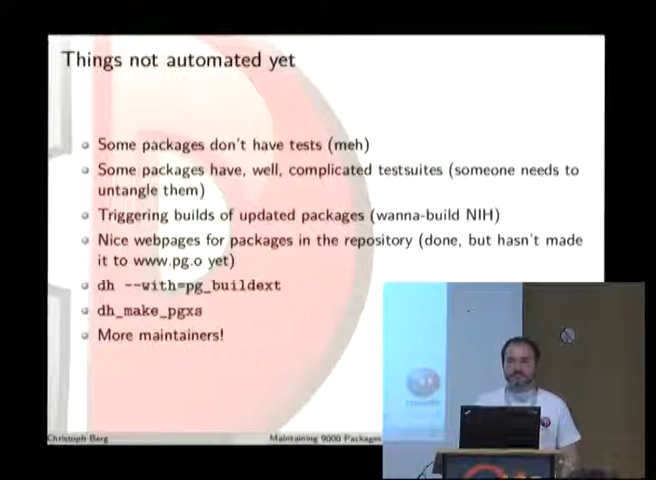 Things not automated yet
Some packages don't have tests (meh)
Some packages have, well, complicated testsuites (someone needs to
untangle them)
Triggering builds of updated packages (wanna-build NIH)
Nice webpages for packages in the repository (done, but hasn't made
it to www.pg.o yet)
dh --with=pg_buildext
dh_make_pgxs
More maintainers!
Christoph Berg
Maintaining 9000 Packages